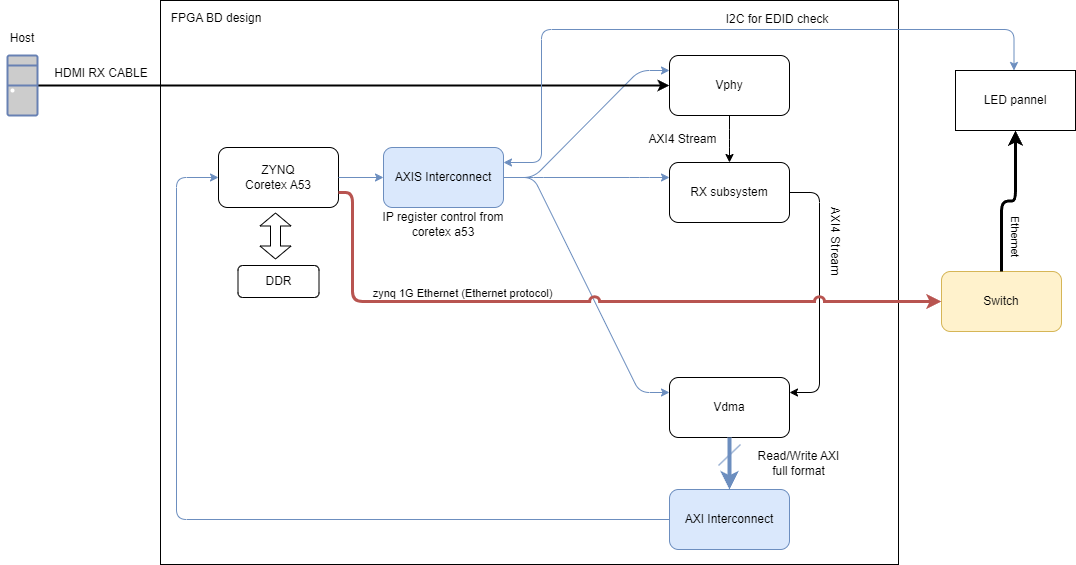 FPGA BD design
I2C for EDID check
Host
HDMI RX CABLE
Vphy
LED pannel
AXI4 Stream
ZYNQ
Coretex A53
AXIS Interconnect
RX subsystem
IP register control from
coretex a53
AXI4 Stream
Ethernet
DDR
zynq 1G Ethernet (Ethernet protocol)
Switch
Vdma
Read/Write AXI
full format
AXI Interconnect